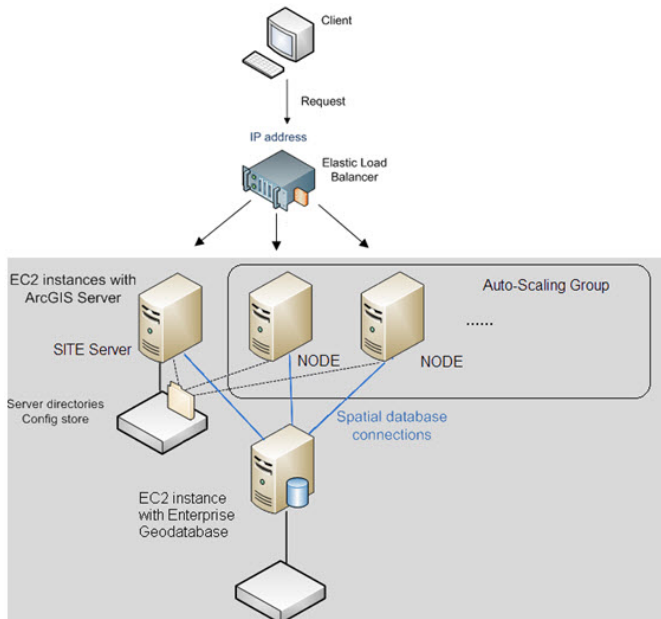 Client
Request
IP address
Elastic Load
Balancer
EC2 instances with
ArcGIS Server
Auto-Scaling Group
......
SITE Server
NODE
NODE
Server directories
Config store
Spatial database
connections
EC2 instance
with Enterprise
Geodatabase